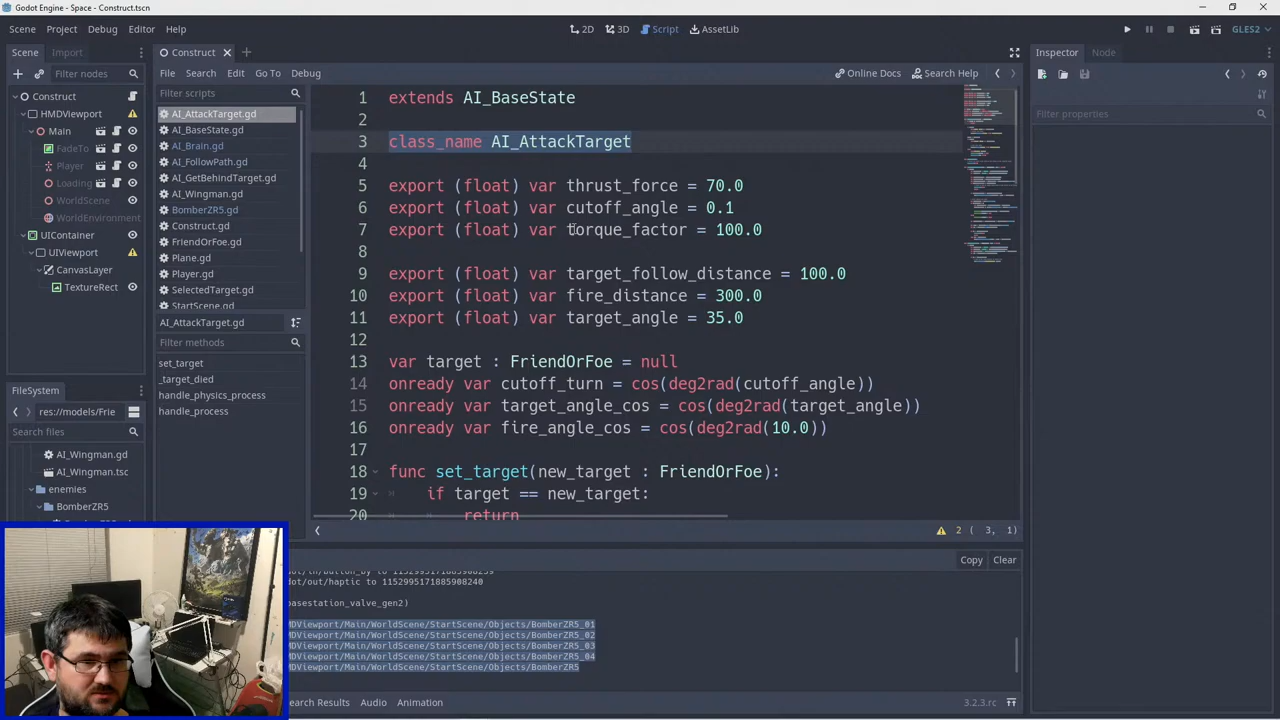 Godot Engine - Space - Construct.tscn
Scene Project Debug Editor Help
2D 3D Script AssetLib
GLES2
Scene Import
Filter nodes
Construct
HMDViewport
Main
FadeTo
Player
Loading
WorldScene
WorldEnvironment
UIContainer
UIViewport
CanvasLayer
TextureRect
FileSystem
res://models/Frie
Search files
AI_Wingman.gd
AI_Wingman.tsc
enemies
BomberZR5
Construct
File Search Edit Go To Debug
Online Docs Search Help
Filter scripts
AI_AttackTarget.gd
AI_BaseState.gd
AI_Brain.gd
AI_FollowPath.gd
AI_GetBehindTarget.gd
AI_Wingman.gd
BomberZR5.gd
Construct.gd
FriendOrFoe.gd
Plane.gd
Player.gd
SelectedTarget.gd
StartScene.gd
AI_AttackTarget.gd
Filter methods
set_target
_target_died
handle_physics_process
handle_process
1 extends AI_BaseState
2
3 class_name AI_AttackTarget
4
5 export (float) var thrust_force = 70.0
6 export (float) var cutoff_angle = 0.1
7 export (float) var torque_factor = 100.0
8
9 export (float) var target_follow_distance = 100.0
10 export (float) var fire_distance = 300.0
11 export (float) var target_angle = 35.0
12
13 var target : FriendOrFoe = null
14 onready var cutoff_turn = cos(deg2rad(cutoff_angle))
15 onready var target_angle_cos = cos(deg2rad(target_angle))
16 onready var fire_angle_cos = cos(deg2rad(10.0))
17
18 func set_target(new_target : FriendOrFoe):
19 if target == new_target:
20 return
2 ( 3, 1)
Copy Clear
dot/out/haptic to 1152995171885908240
basestation_valve_gen2)
MDViewport/Main/WorldScene/StartScene/Objects/BomberZR5_01
MDViewport/Main/WorldScene/StartScene/Objects/BomberZR5_02
MDViewport/Main/WorldScene/StartScene/Objects/BomberZR5_03
MDViewport/Main/WorldScene/StartScene/Objects/BomberZR5_04
MDViewport/Main/WorldScene/StartScene/Objects/BomberZR5
earch Results Audio Animation
3.2.3.rc
Inspector Node
Filter properties